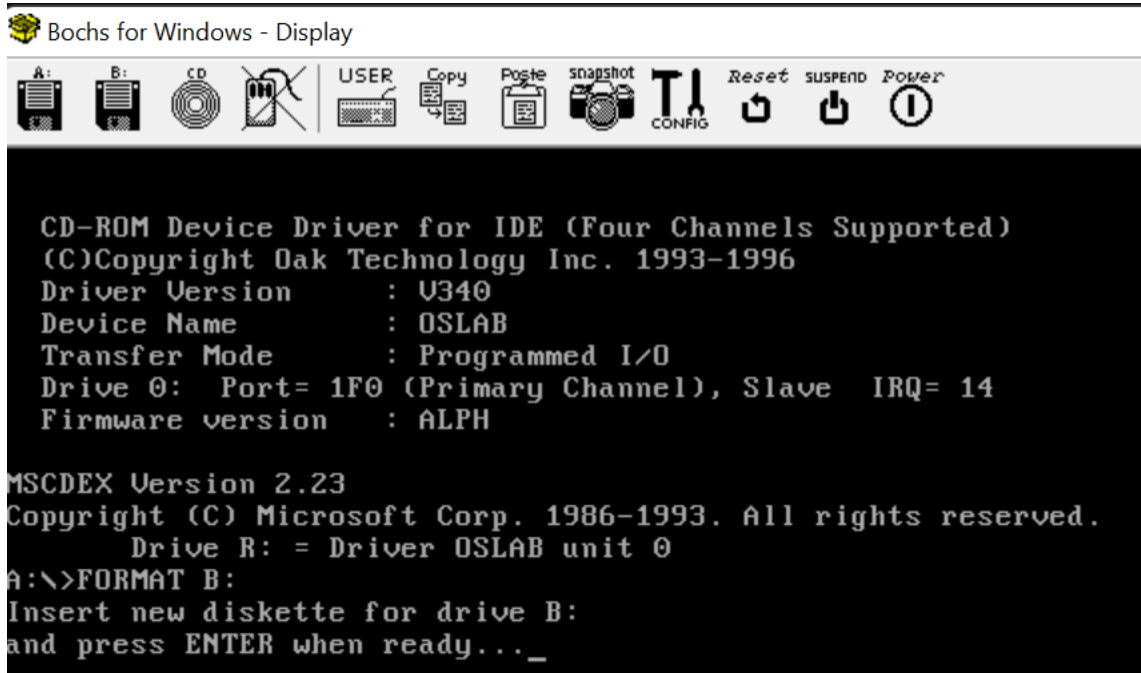 Bochs for Windows - Display
A: B: CD USER Copy Poste snapshot CONFIG Reset SUSPEND Power
CD-ROM Device Driver for IDE (Four Channels Supported)
(C)Copyright Oak Technology Inc. 1993-1996
Driver Version : V340
Device Name : OSLAB
Transfer Mode : Programmed I/O
Drive 0: Port= 1F0 (Primary Channel), Slave IRQ= 14
Firmware version : ALPH
MSCDEX Version 2.23
Copyright (C) Microsoft Corp. 1986-1993. All rights reserved.
Drive R: = Driver OSLAB unit 0
A:\>FORMAT B:
Insert new diskette for drive B:
and press ENTER when ready..._